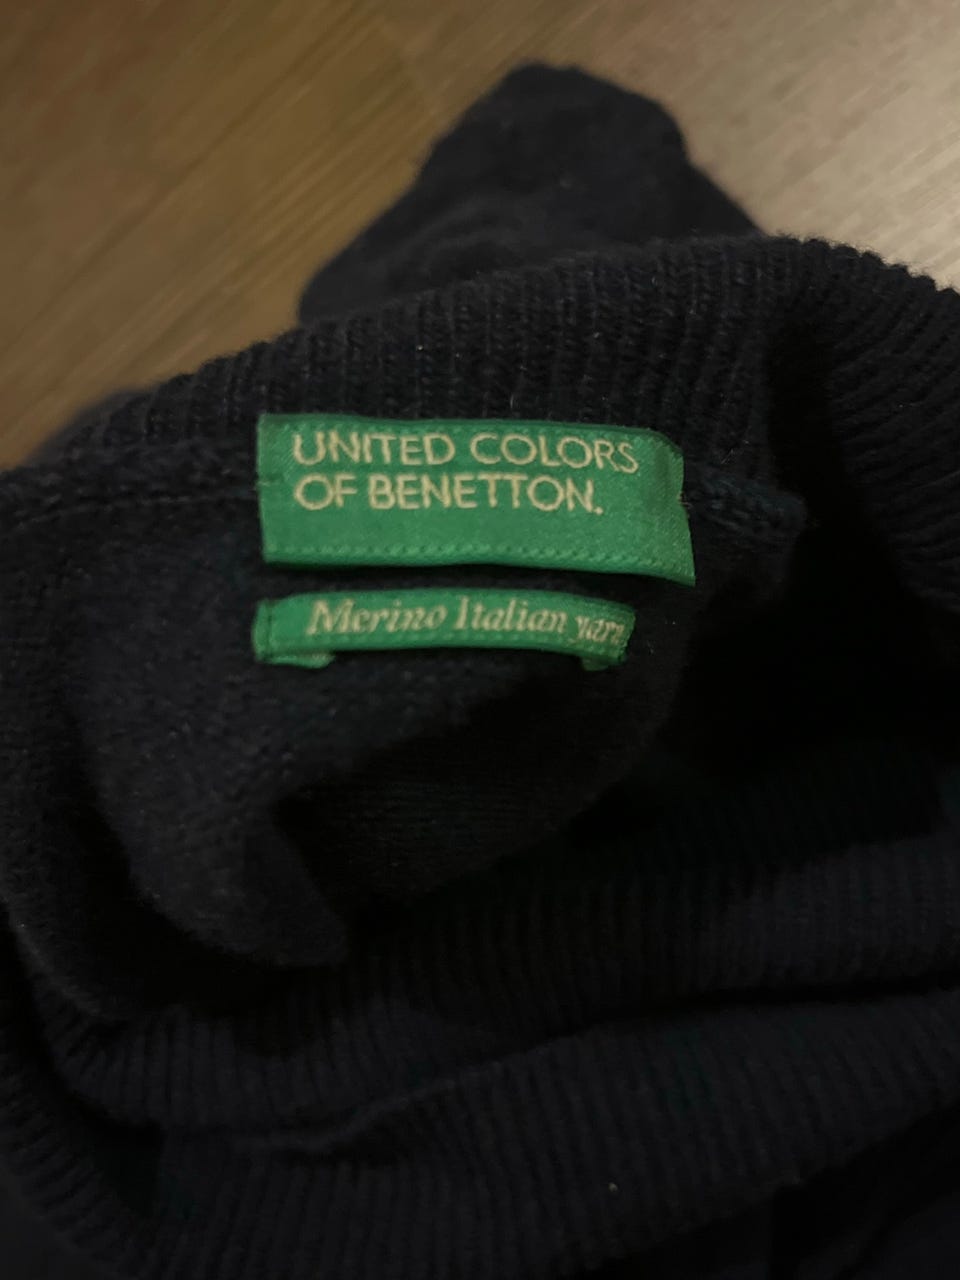 UNITED COLORS
OF BENETTON.
Merino Italian yarn